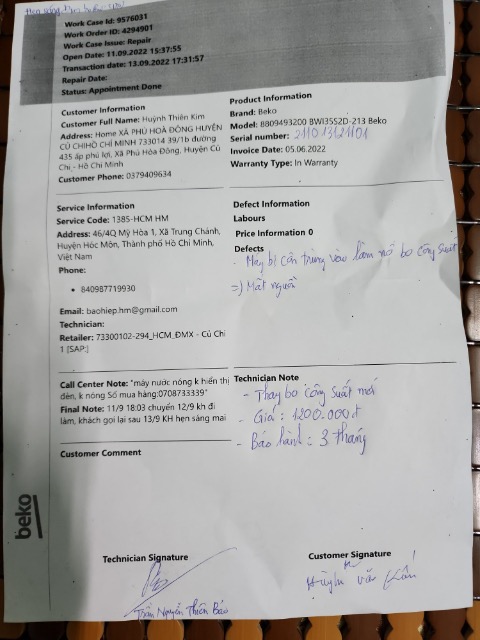 Work Case Id: 9576031
Work Order ID: 4294901
Work Case Issue: Repair
Open Date: 11.09.2022 15:37:55
Transaction date: 13.09.2022 17:31:57
Repair Date:
Status: Appointment Done
Customer Information
Customer Full Name: Huỳnh Thiên Kim
Address: Home XÃ PHÚ HOÀ ĐÔNG HUYỆN
CỦ CHIHỒ CHÍ MINH 733014 39/1b đường
435 ấp phú lợi, Xã Phú Hòa Đông, Huyện Củ
Chi - Hồ Chí Minh
Customer Phone: 0379409634
Product Information
Brand: Beko
Model: 8809493200 BWI35S2D-213 Beko
Serial number:
Invoice Date: 05.06.2022
Warranty Type: In Warranty
Service Information
Service Code: 1385-HCM HM
Address: 46/4Q Mỹ Hòa 1, Xã Trung Chánh,
Huyện Hóc Môn, Thành phố Hồ Chí Minh,
Việt Nam
Phone:
• 840987719930
Email: baohiep.hm@gmail.com
Technician:
Retailer: 73300102-294_HCM_ĐMX - Củ Chi
1 [SAP:]
Defect Information
Labours
Price Information 0
Defects
- Máy bị côn trùng vào làm nổ bo công suất
=) Mất nguồn
Call Center Note: "máy nước nóng k hiển thị
đèn, k nóng Số mua hàng:0708733339"
Final Note: 11/9 18:03 chuyển 12/9 kh đi
làm, khách gọi lại sau 13/9 KH hẹn sáng mai
Technician Note
- Thay bo công suất mới
- Giá : 1200.000đ
- Bảo hành : 3 tháng
Customer Comment
beko
Technician Signature
Trần Nguyễn Thiên Bảo
Customer Signature
Huỳnh văn